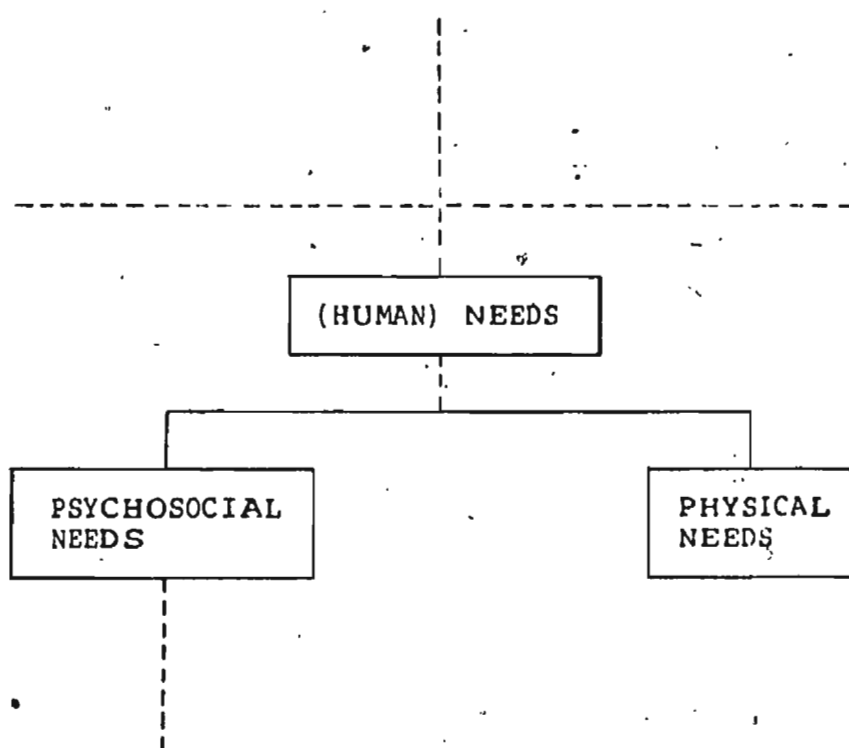 (HUMAN) NEEDS
PSYCHOSOCIAL
NEEDS
PHYSICAL
NEEDS